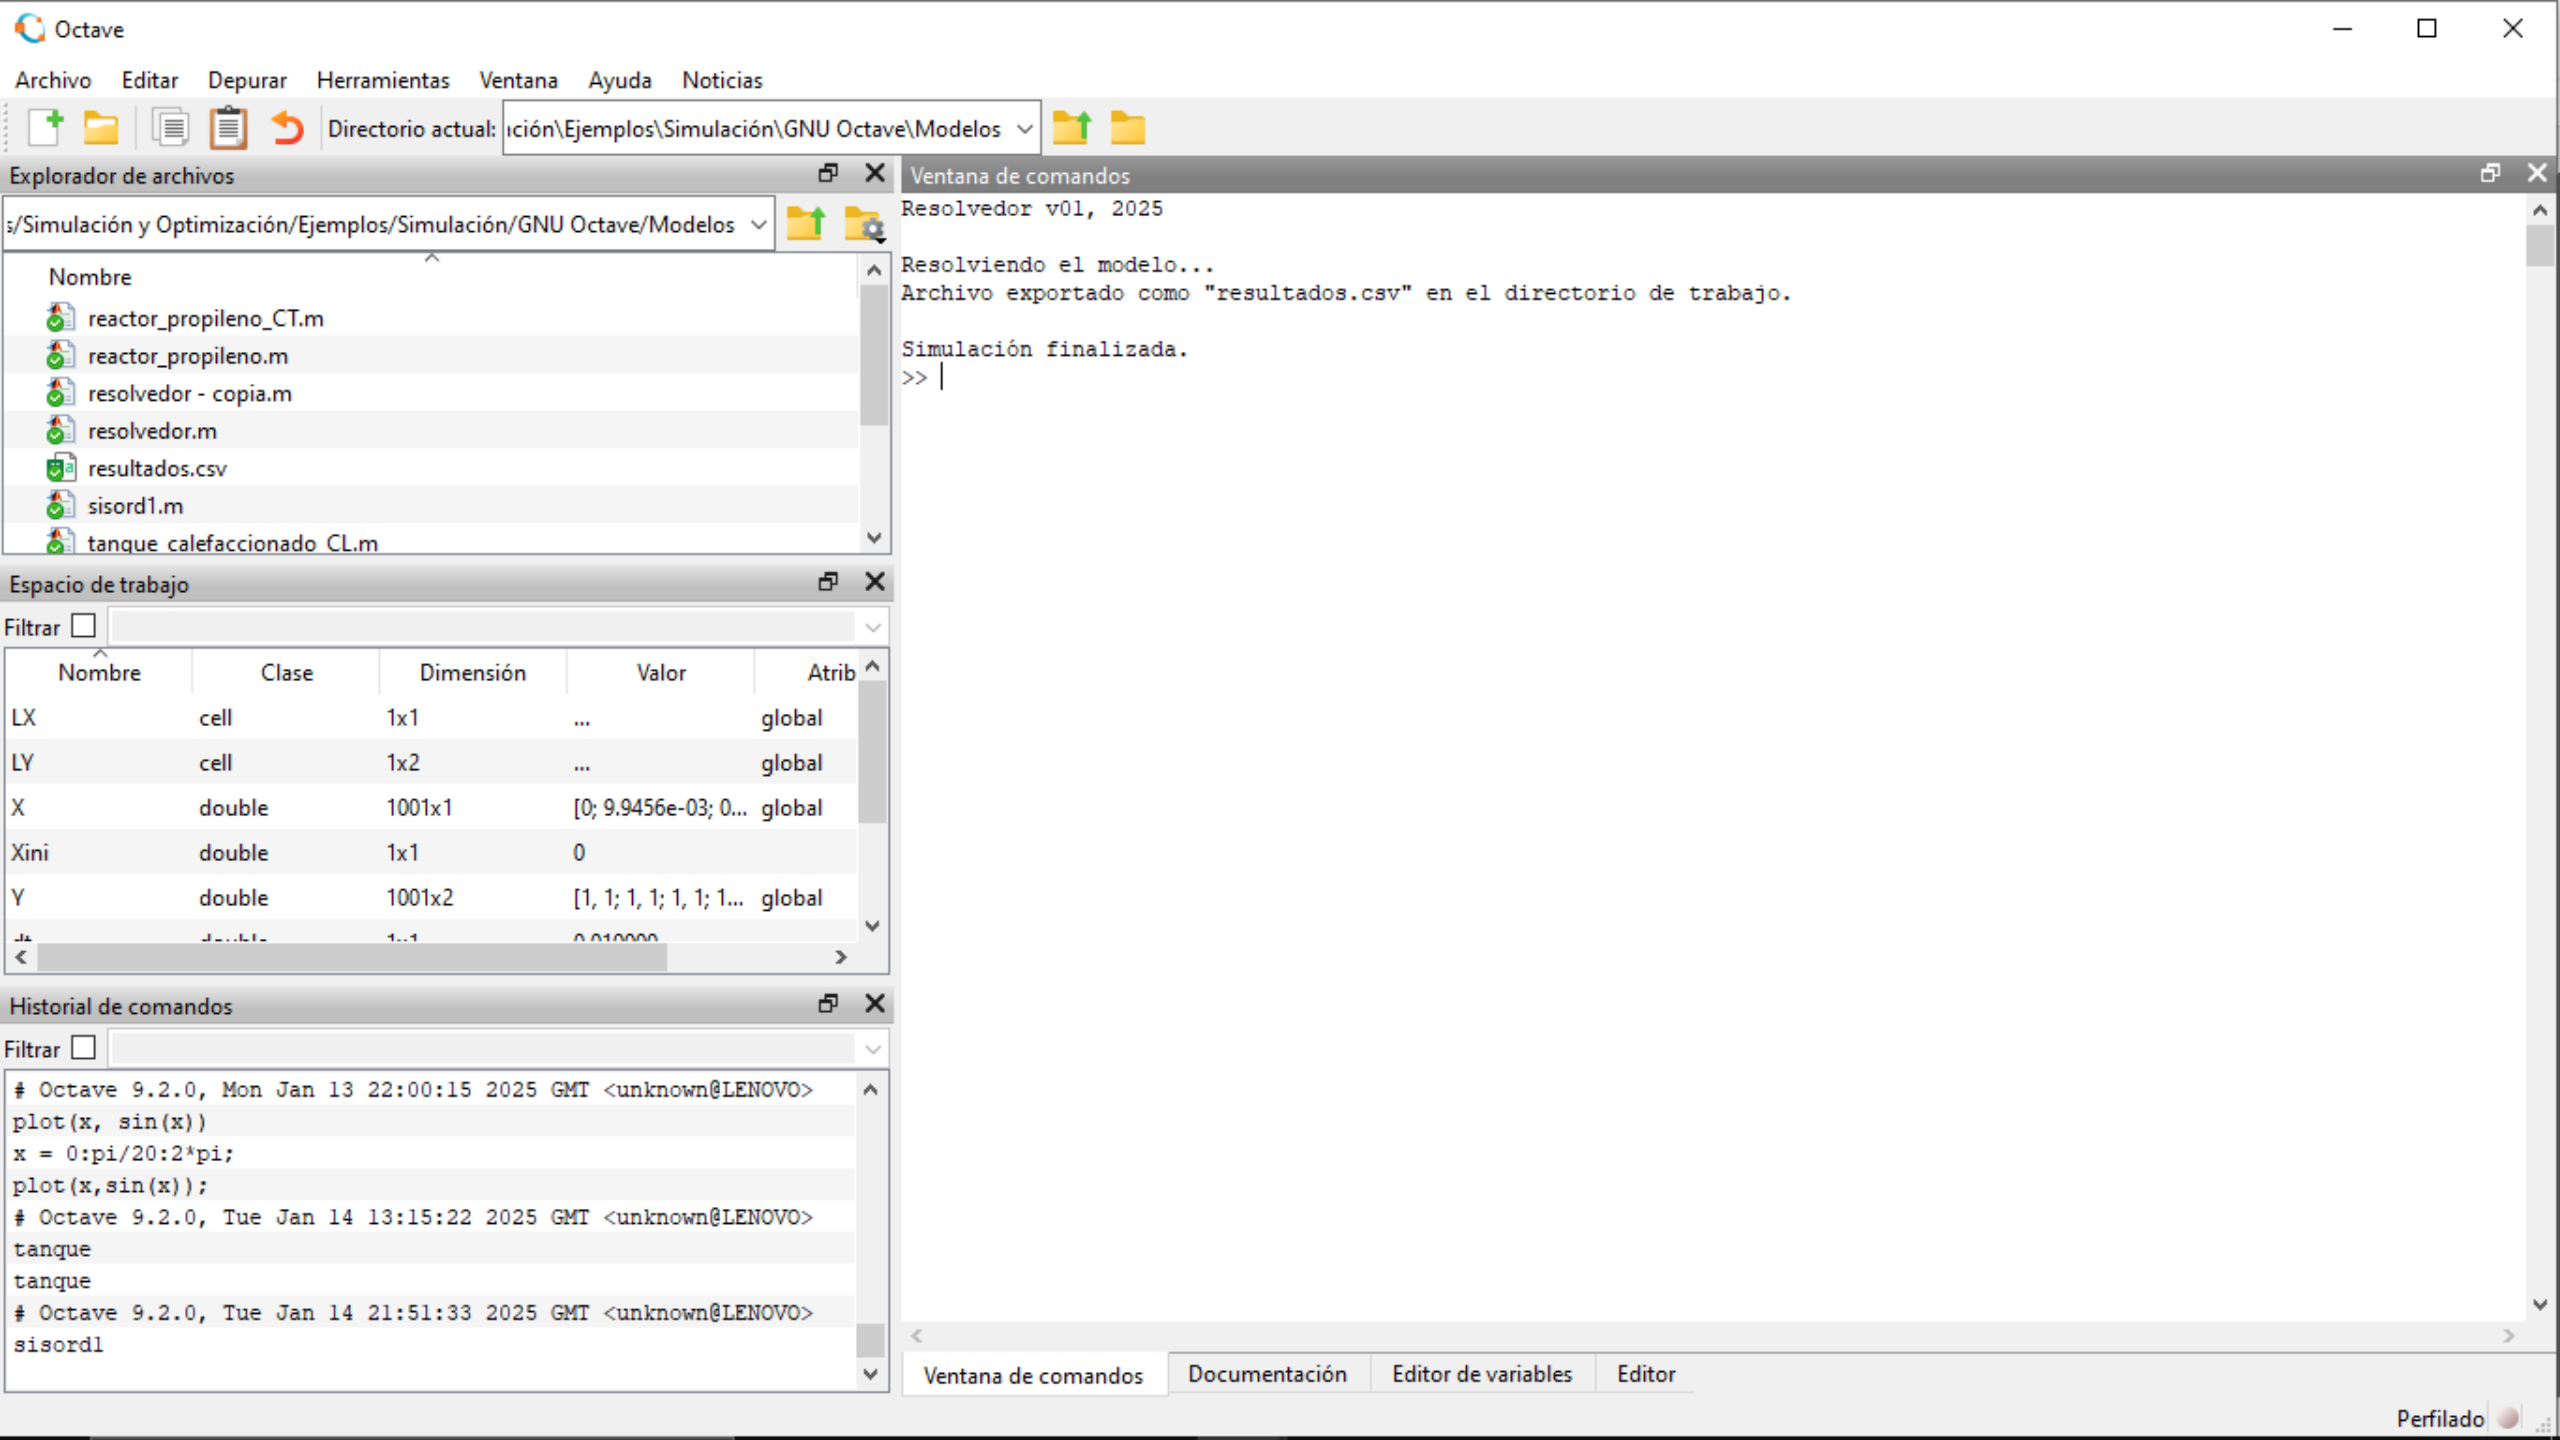 Octave
Archivo Editar Depurar Herramientas Ventana Ayuda Noticias
Directorio actual: ción\Ejemplos\Simulación\GNU Octave\Modelos
Explorador de archivos
s/Simulación y Optimización/Ejemplos/Simulación/GNU Octave/Modelos
Nombre
reactor_propileno_CT.m
reactor_propileno.m
resolvedor - copia.m
resolvedor.m
resultados.csv
sisord1.m
tanque_calefaccionado_CL.m
Espacio de trabajo
Filtrar
Nombre Clase Dimensión Valor Atrib
LX cell 1x1 ... global
LY cell 1x2 ... global
X double 1001x1 [0; 9.9456e-03; 0... global
Xini double 1x1 0
Y double 1001x2 [1, 1; 1, 1; 1, 1; 1... global
dt double 1x1 0.010000
Historial de comandos
Filtrar
# Octave 9.2.0, Mon Jan 13 22:00:15 2025 GMT <unknown@LENOVO>
plot(x, sin(x))
x = 0:pi/20:2*pi;
plot(x,sin(x));
# Octave 9.2.0, Tue Jan 14 13:15:22 2025 GMT <unknown@LENOVO>
tanque
tanque
# Octave 9.2.0, Tue Jan 14 21:51:33 2025 GMT <unknown@LENOVO>
sisord1
Ventana de comandos
Resolvedor v01, 2025
Resolviendo el modelo...
Archivo exportado como "resultados.csv" en el directorio de trabajo.
Simulación finalizada.
>>
Ventana de comandos Documentación Editor de variables Editor
Perfilado